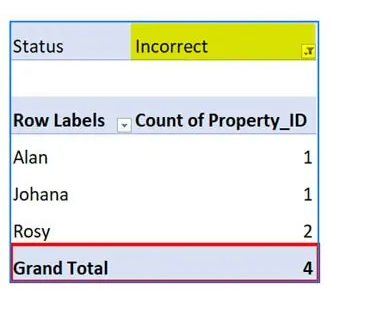 Status Incorrect
Row Labels Count of Property_ID
Alan 1
Johana 1
Rosy 2
Grand Total 4